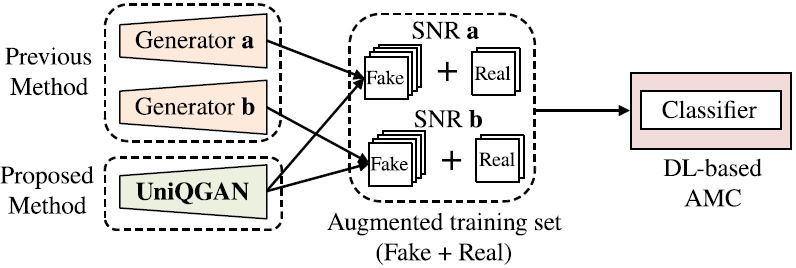 Previous
Method
Generator a
Generator b
Proposed
Method
UniQGAN
SNR a
Fake
+
Real
SNR b
Fake
+
Real
Augmented training set
(Fake + Real)
Classifier
DL-based
AMC